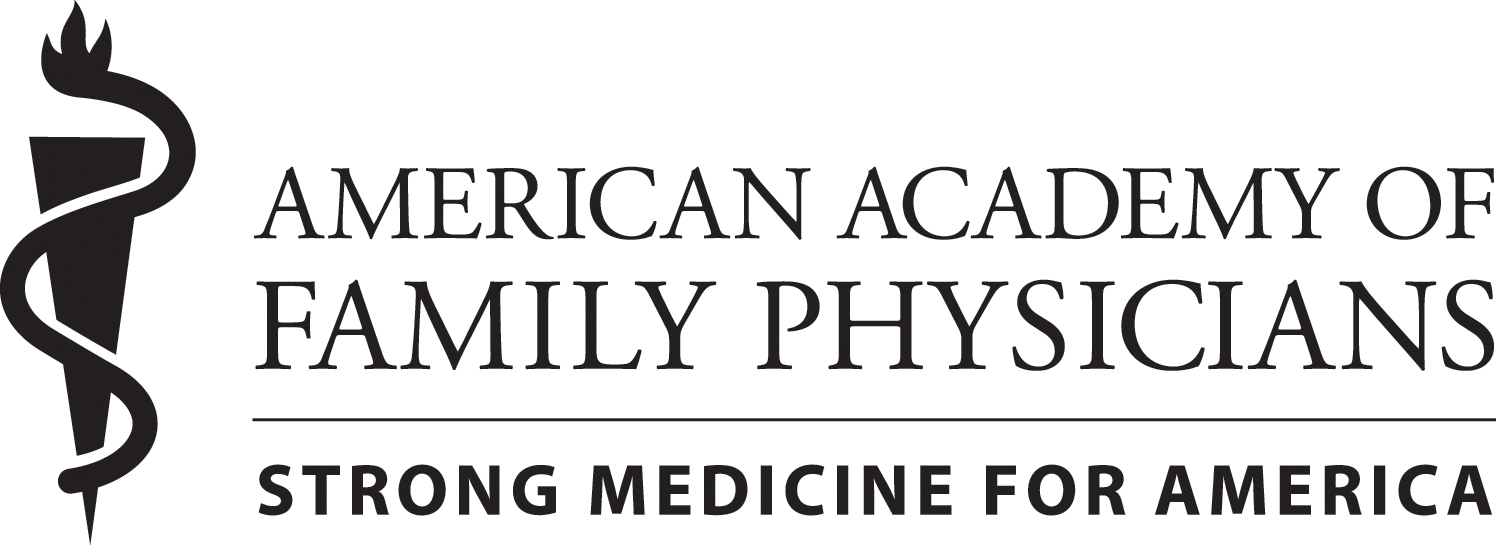 AMERICAN ACADEMY OF
FAMILY PHYSICIANS
STRONG MEDICINE FOR AMERICA